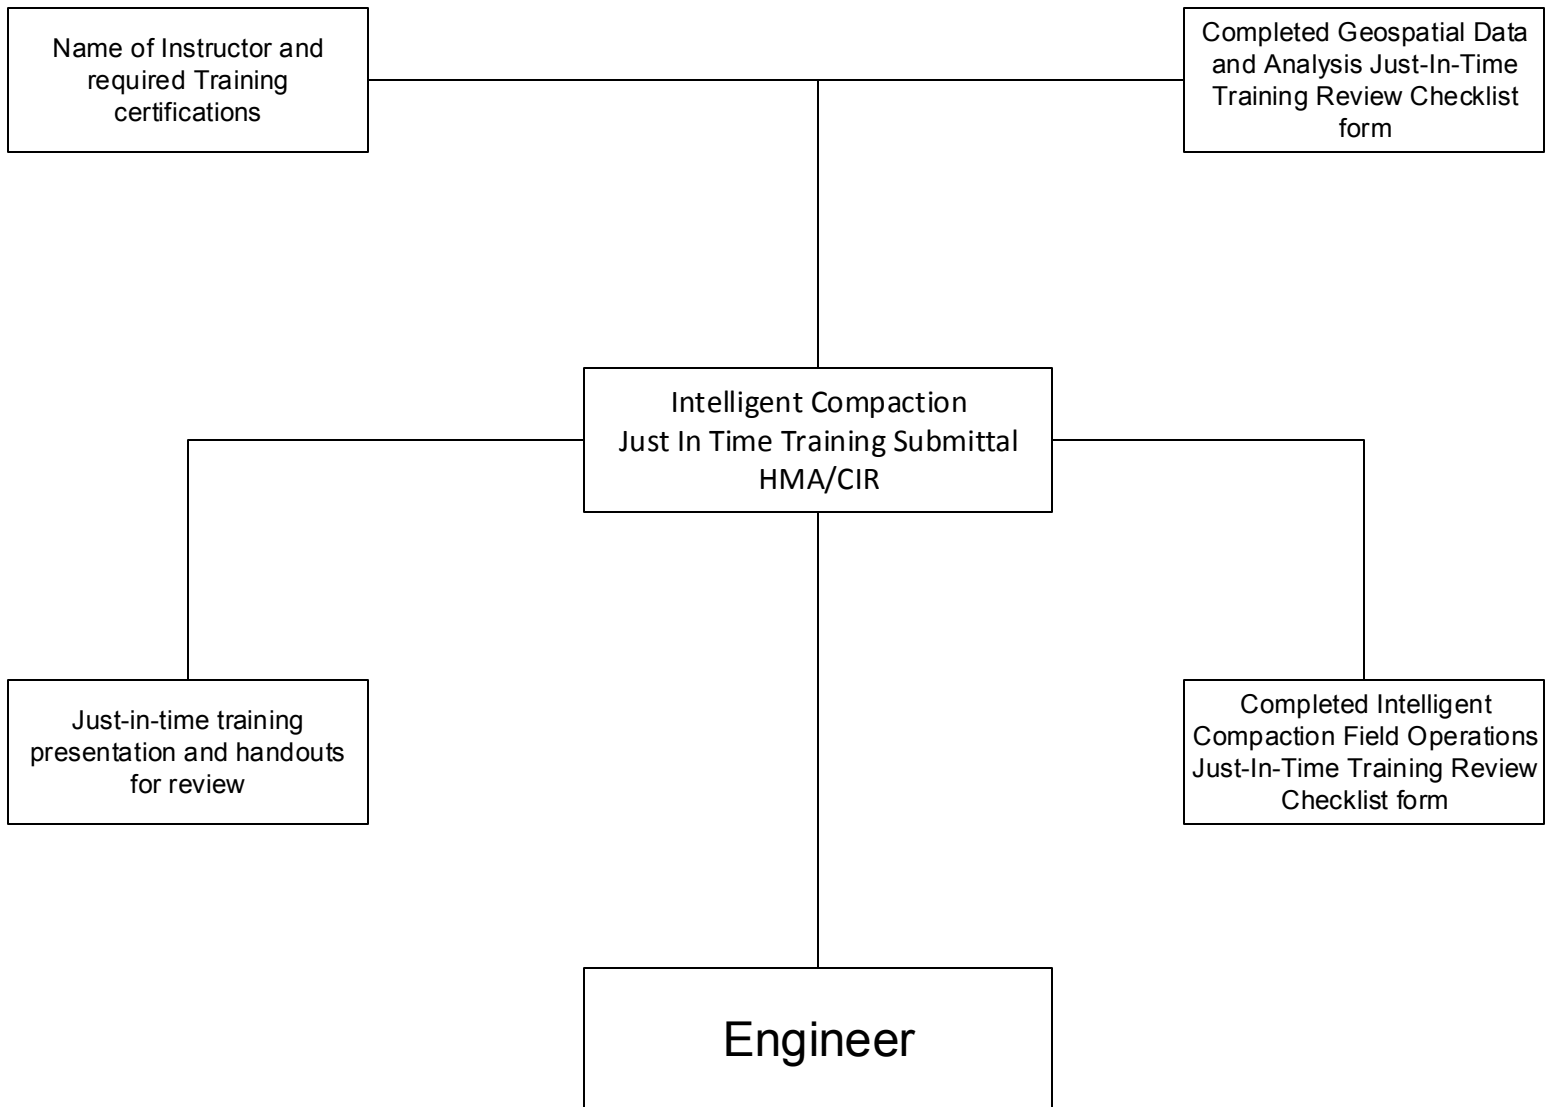 Name of Instructor and
required Training
certifications
Completed Geospatial Data
and Analysis Just-In-Time
Training Review Checklist
form
Intelligent Compaction
Just In Time Training Submittal
HMA/CIR
Just-in-time training
presentation and handouts
for review
Completed Intelligent
Compaction Field Operations
Just-In-Time Training Review
Checklist form
Engineer